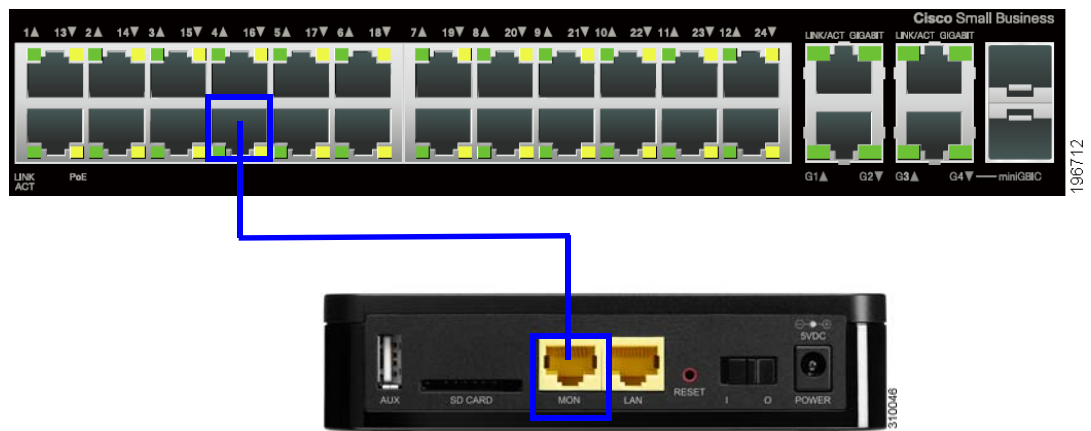 Cisco Small Business
1▲ 13▼ 2▲ 14▼ 3▲ 15▼ 4▲ 16▼ 5▲ 17▼ 6▲ 18▼ 7▲ 19▼ 8▲ 20▼ 9▲ 21▼ 10▲ 22▼ 11▲ 23▼ 12▲ 24▼
LINK/ACT GIGABIT LINK/ACT GIGABIT
LINK
ACT
PoE
G1▲ G2▼ G3▲ G4▼ — miniGBIC
196712
5VDC
AUX SD CARD MON LAN RESET I O POWER
310046